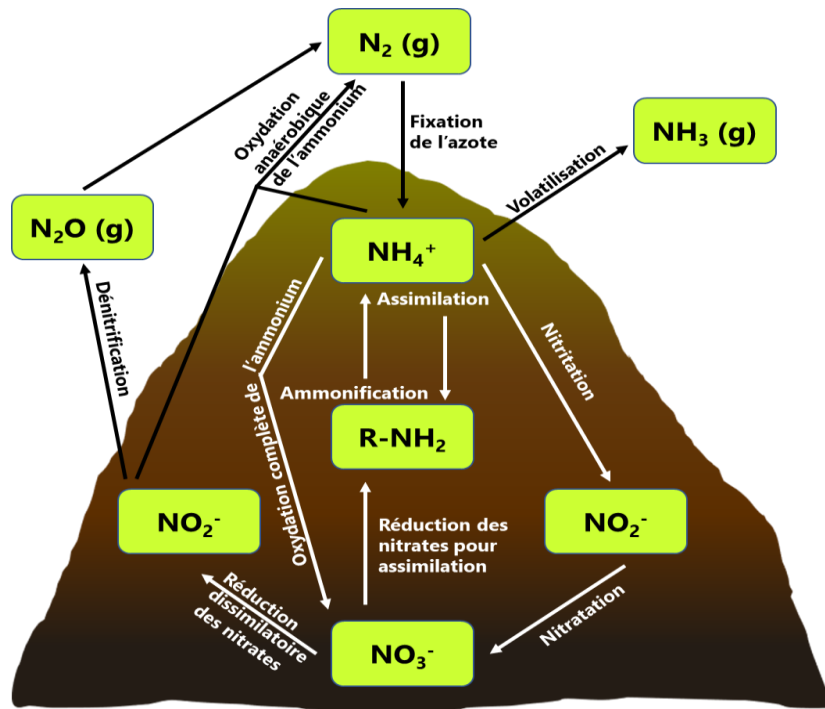 N₂ (g)
Oxydation
anaérobique
de l'ammonium
Fixation
de l'azote
NH₃ (g)
Volatilisation
N₂O (g)
NH₄⁺
Dénitrification
Assimilation
Nitritation
Oxydation complète de l'ammonium
Ammonification
R-NH₂
NO₂⁻
Réduction des
nitrates pour
assimilation
NO₂⁻
Réduction
dissimilatoire
des nitrates
NO₃⁻
Nitratation